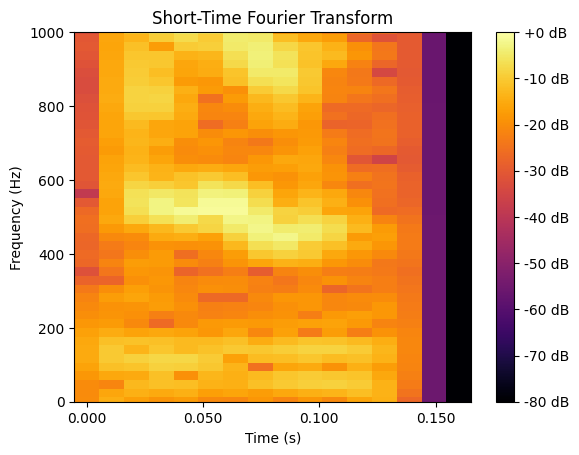 Short-Time Fourier Transform
1000
800
600
400
200
0
Frequency (Hz)
0.000
0.050
0.100
0.150
Time (s)
+0 dB
-10 dB
-20 dB
-30 dB
-40 dB
-50 dB
-60 dB
-70 dB
-80 dB